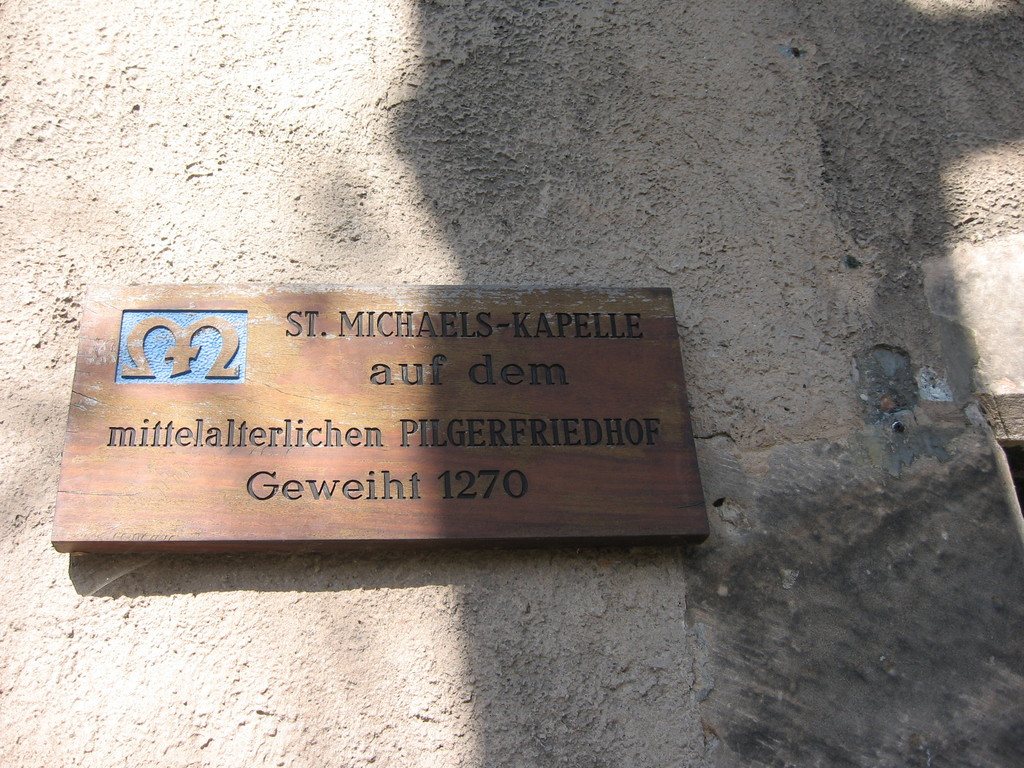 ST. MICHAELS-KAPELLE
auf dem
mittelalterlichen PILGERFRIEDHOF
Geweiht 1270